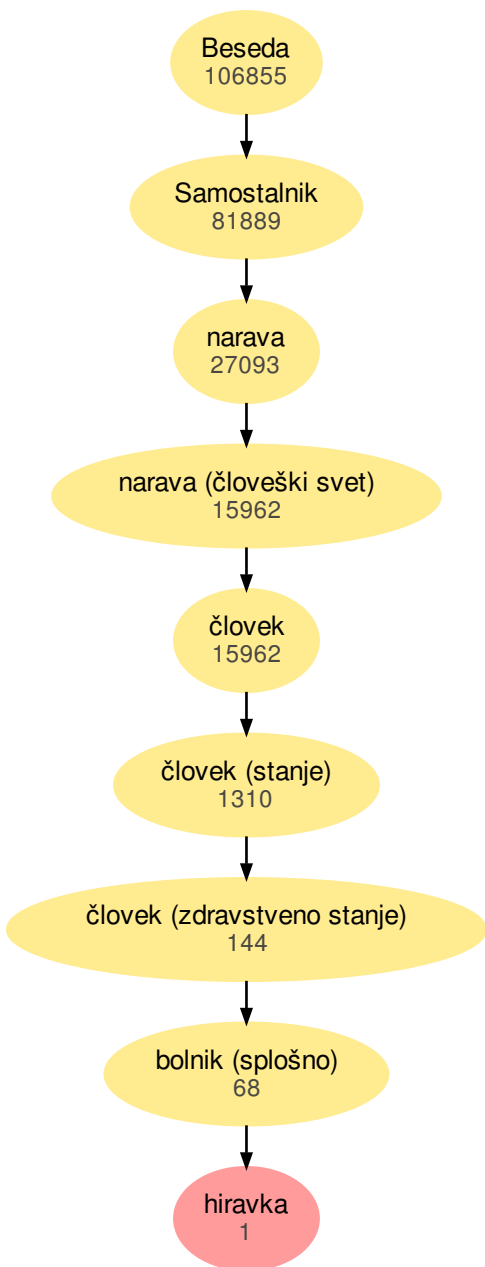 Beseda
106855
Samostalnik
81889
narava
27093
narava (človeški svet)
15962
človek
15962
človek (stanje)
1310
človek (zdravstveno stanje)
144
bolnik (splošno)
68
hiravka
1